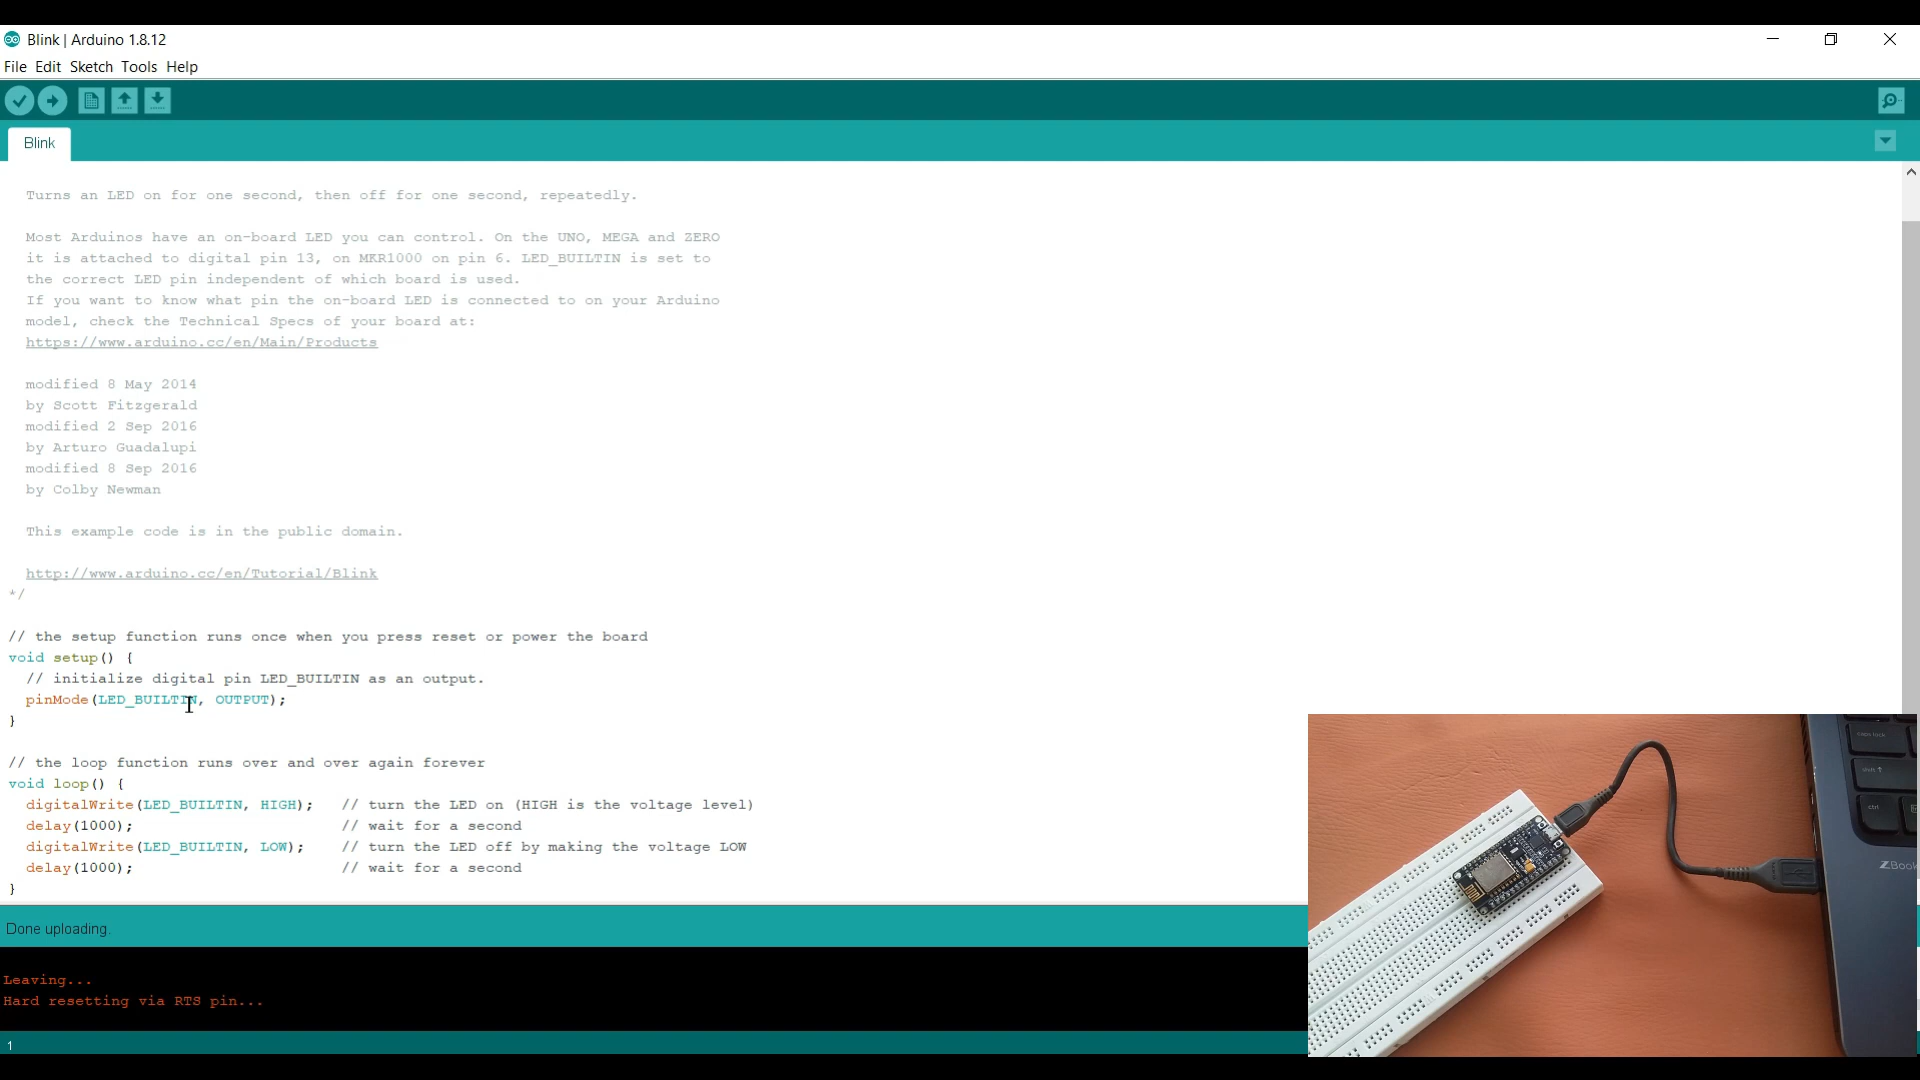 Blink | Arduino 1.8.12
File Edit Sketch Tools Help
Blink
Turns an LED on for one second, then off for one second, repeatedly.
Most Arduinos have an on-board LED you can control. On the UNO, MEGA and ZERO
it is attached to digital pin 13, on MKR1000 on pin 6. LED_BUILTIN is set to
the correct LED pin independent of which board is used.
If you want to know what pin the on-board LED is connected to on your Arduino
model, check the Technical Specs of your board at:
https://www.arduino.cc/en/Main/Products
modified 8 May 2014
by Scott Fitzgerald
modified 2 Sep 2016
by Arturo Guadalupi
modified 8 Sep 2016
by Colby Newman
This example code is in the public domain.
http://www.arduino.cc/en/Tutorial/Blink
*/
// the setup function runs once when you press reset or power the board
void setup() {
// initialize digital pin LED_BUILTIN as an output.
pinMode(LED_BUILTIN, OUTPUT);
}
// the loop function runs over and over again forever
void loop() {
digitalWrite(LED_BUILTIN, HIGH);   // turn the LED on (HIGH is the voltage level)
delay(1000);                       // wait for a second
digitalWrite(LED_BUILTIN, LOW);    // turn the LED off by making the voltage LOW
delay(1000);                       // wait for a second
}
Done uploading.
Leaving...
Hard resetting via RTS pin...
1
caps lock
shift
ctrl
ZBook